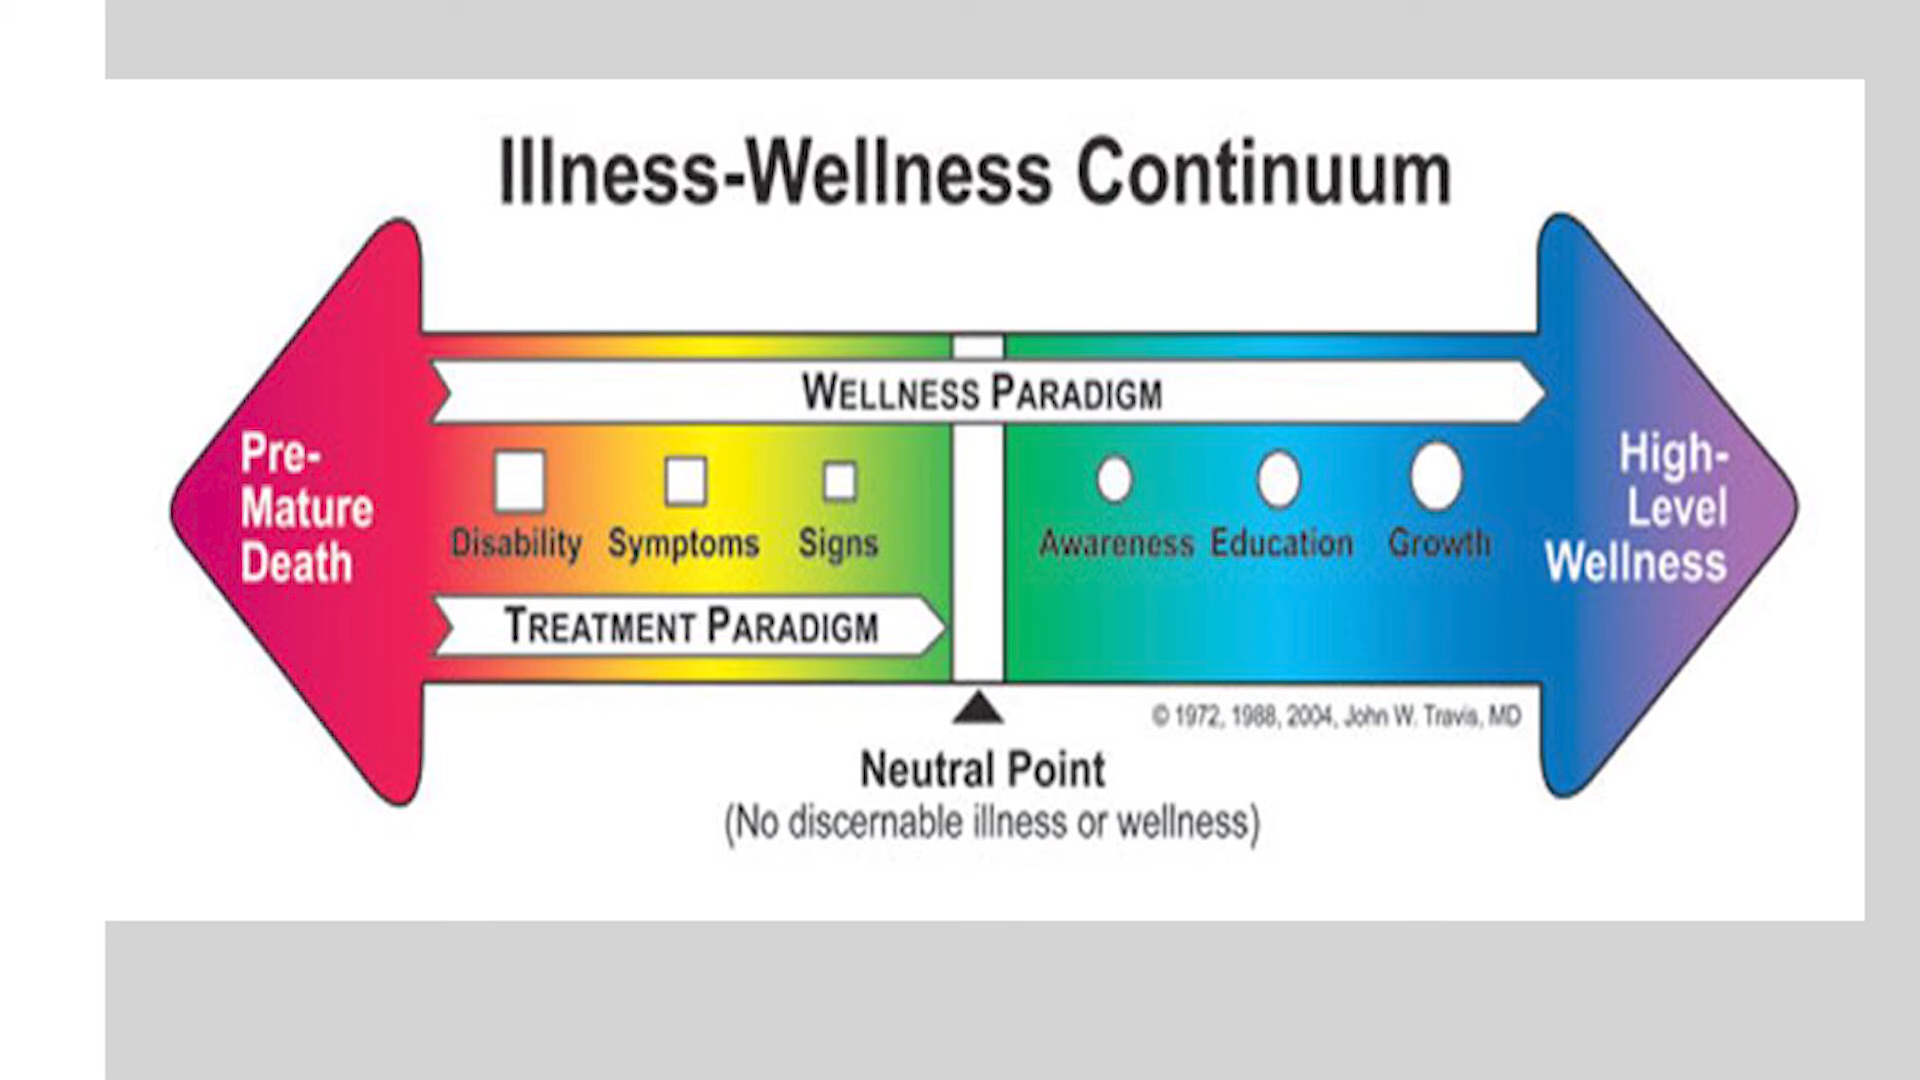 Illness-Wellness Continuum
WELLNESS PARADIGM
Pre-
Mature
Death
Disability Symptoms Signs
Awareness Education Growth
High-
Level
Wellness
TREATMENT PARADIGM
© 1972, 1988, 2004, John W. Travis, MD
Neutral Point
(No discernable illness or wellness)